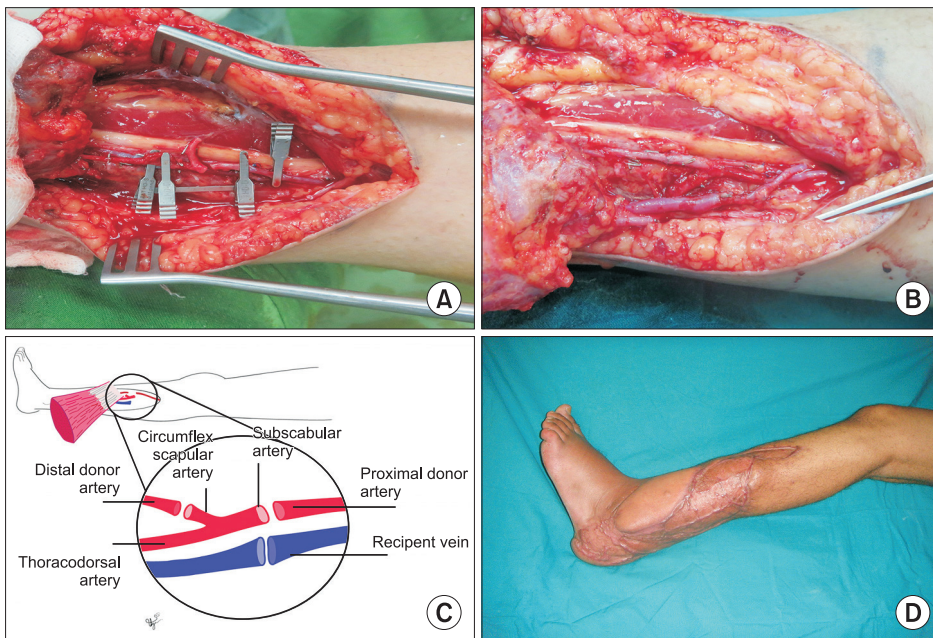 A
B
Circumflex
scapular
artery
Subscabular
artery
Distal donor
artery
Proximal donor
artery
Thoracodorsal
artery
Recipent vein
C
D